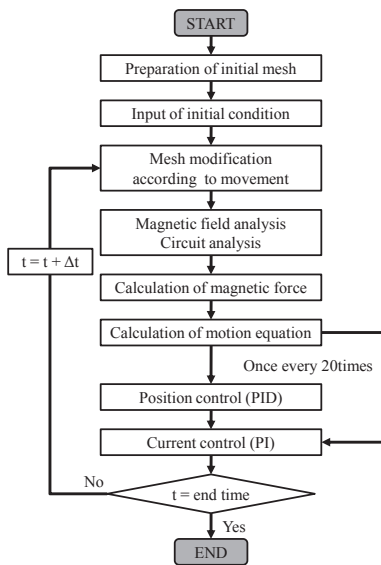 START
Preparation of initial mesh
Input of initial condition
Mesh modification
according to movement
Magnetic field analysis
Circuit analysis
t = t + Δt
Calculation of magnetic force
Calculation of motion equation
Once every 20times
Position control (PID)
Current control (PI)
No
t = end time
Yes
END